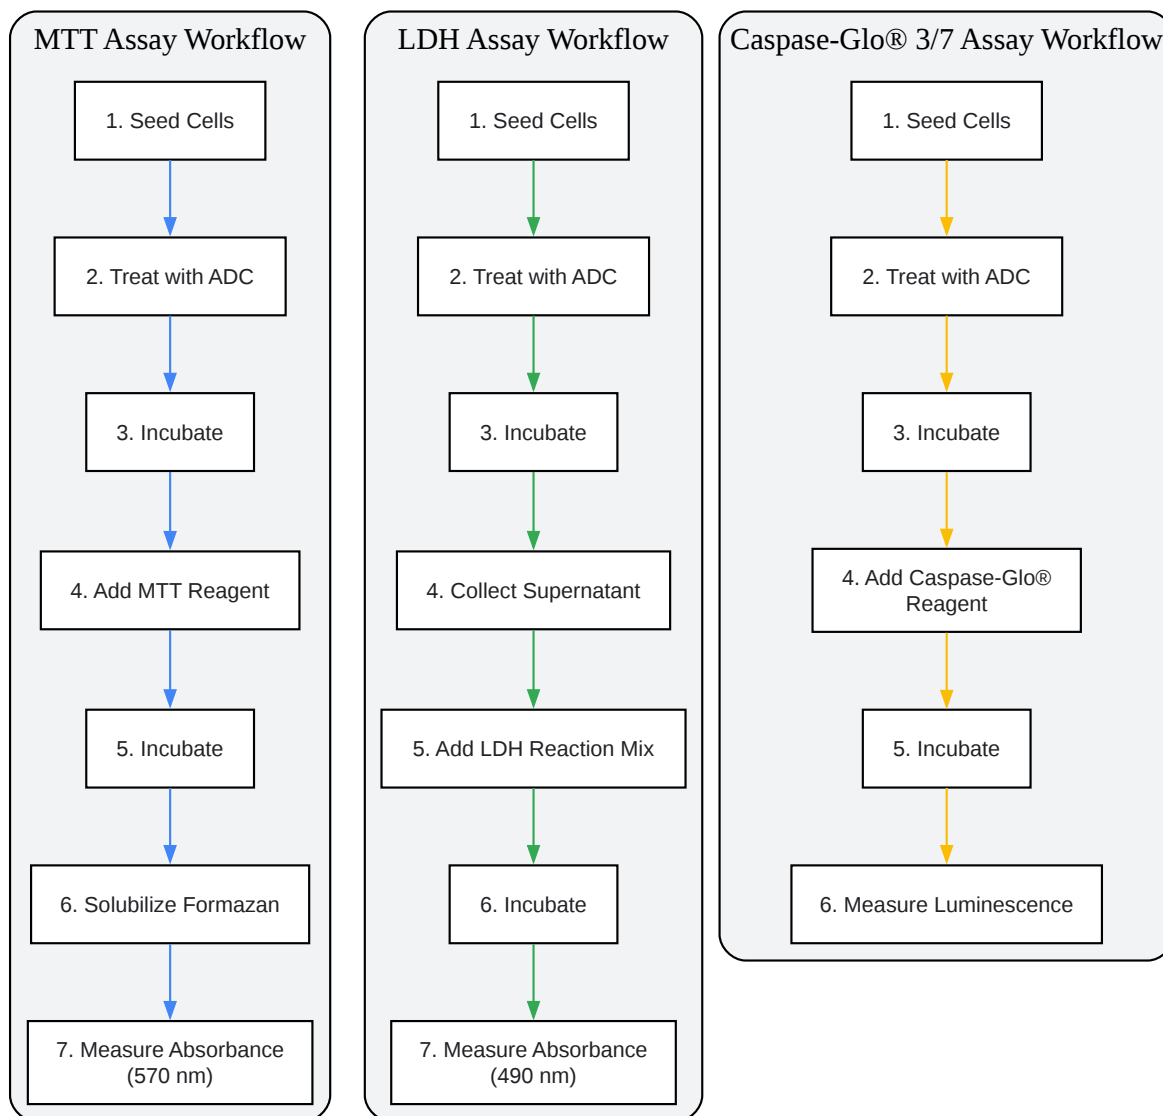 MTT Assay Workflow
1. Seed Cells
2. Treat with ADC
3. Incubate
4. Add MTT Reagent
5. Incubate
6. Solubilize Formazan
7. Measure Absorbance
(570 nm)
LDH Assay Workflow
1. Seed Cells
2. Treat with ADC
3. Incubate
4. Collect Supernatant
5. Add LDH Reaction Mix
6. Incubate
7. Measure Absorbance
(490 nm)
Caspase-Glo® 3/7 Assay Workflow
1. Seed Cells
2. Treat with ADC
3. Incubate
4. Add Caspase-Glo®
Reagent
5. Incubate
6. Measure Luminescence